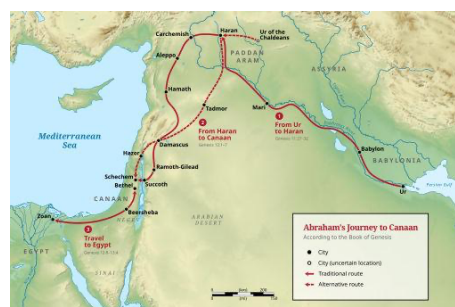 Carchemish
Haran
Ur of the
Chaldeans
PADDAN
ARAM
Aleppo
ASSYRIA
Hamath
Tadmor
Mari
1
From Ur
to Haran
2
From Haran
to Canaan
Mediterranean
Sea
Damascus
Hazor
Babylon
BABYLONIA
Ramoth-Gilead
Schechem
Bethel
Succoth
CANAAN
Ur
Persian Gulf
Beersheba
NEGEV
Zoan
ARABIAN
DESERT
3
Travel
to Egypt
EGYPT
SINAI
Abraham's Journey to Canaan
According to the Book of Genesis
City
City (uncertain location)
Traditional route
Alternative route